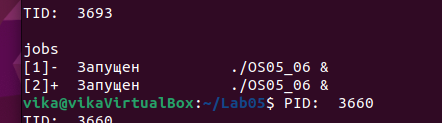 TID:  3693
jobs
[1]-  Запущен          ./OS05_06 &
[2]+  Запущен          ./OS05_06 &
vika@vikaVirtualBox:~/Lab05$ PID:  3660
TID:  3660